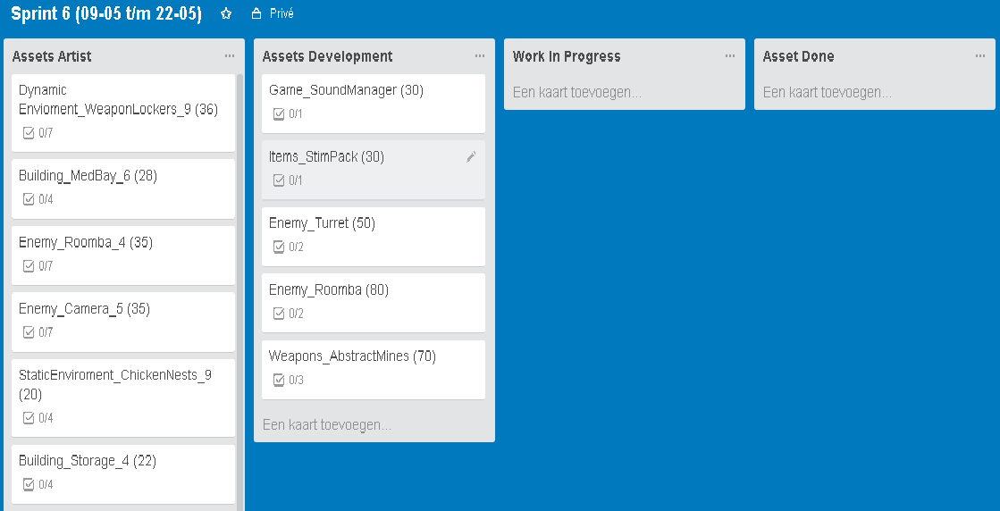 Sprint 6 (09-05 t/m 22-05)
Privé
Assets Artist
Dynamic
Envioment_WeaponLockers_9 (36)
0/7
Building_MedBay_6 (28)
0/4
Enemy_Roomba_4 (35)
0/7
Enemy_Camera_5 (35)
0/7
StaticEnviroment_ChickenNests_9
(20)
0/4
Building_Storage_4 (22)
0/4
Assets Development
Game_SoundManager (30)
0/1
Items_StimPack (30)
0/1
Enemy_Turret (50)
0/2
Enemy_Roomba (80)
0/2
Weapons_AbstractMines (70)
0/3
Een kaart toevoegen...
Work In Progress
Een kaart toevoegen...
Asset Done
Een kaart toevoegen...